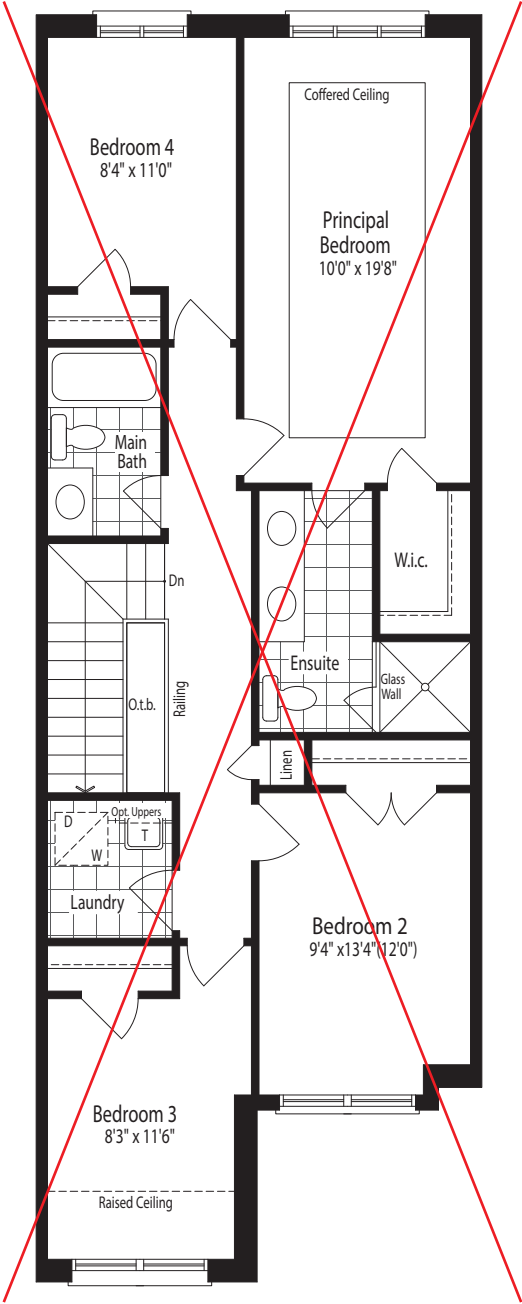 Coffered Ceiling
Bedroom 4
8'4" x 11'0"
Principal
Bedroom
10'0" x 19'8"
Main
Bath
W.i.c.
Dn
Ensuite
Glass
Wall
O.t.b.
Railing
Linen
Opt. Uppers
D
T
W
Laundry
Bedroom 2
9'4" x13'4"(12'0")
Bedroom 3
8'3" x 11'6"
Raised Ceiling